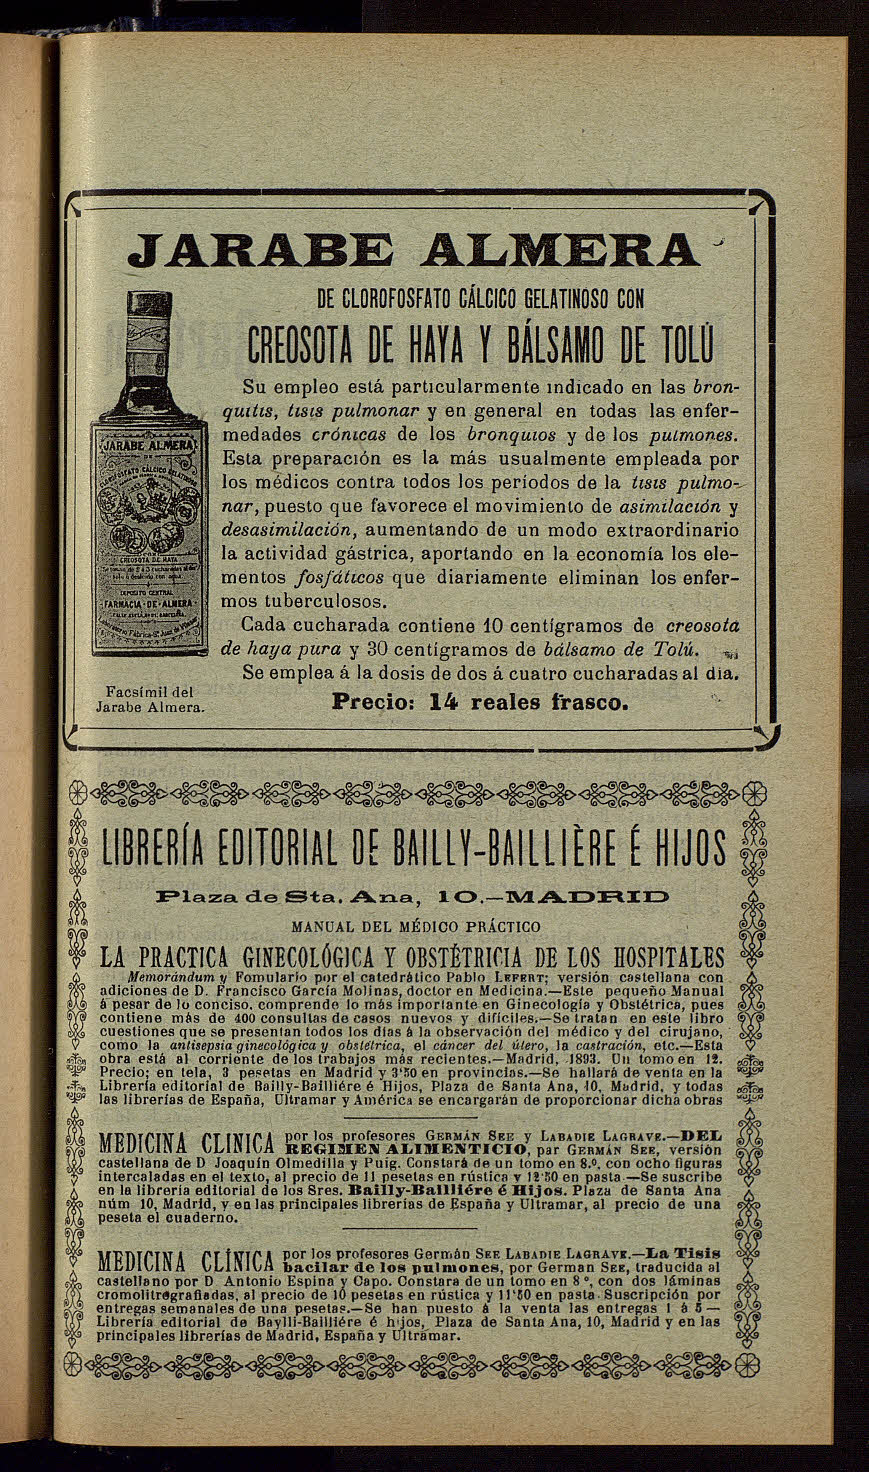 JARABE ALMERA
DE CLOROFOSFATO CÁLCICO GELATINOSO CON
CREOSOTA DE HAYA Y BÁLSAMO DE TOLÚ
Su empleo está particularmente indicado en las bron-
quitis, tisis pulmonar y en general en todas las enfer-
medades crónicas de los bronquios y de los pulmones.
Esta preparación es la más usualmente empleada por
los médicos contra todos los períodos de la tisis pulmo-
nar, puesto que favorece el movimiento de asimilación y
desasimilación, aumentando de un modo extraordinario
la actividad gástrica, aportando en la economía los ele-
mentos fosfáticos que diariamente eliminan los enfer-
mos tuberculosos.
Cada cucharada contiene 10 centígramos de creosota
de haya pura y 30 centígramos de bálsamo de Tolú.
Se emplea á la dosis de dos á cuatro cucharadas al dia.
Precio: 14 reales frasco.
JARABE ALMERA
DE
CLOROFOSFATO CÁLCICO GELATINOSO
CREOSOTA DE HAYA
DEPOSITO CENTRAL
FARMACIA·DE·ALMERA
Facsímil del
Jarabe Almera.
LIBRERÍA EDITORIAL DE BAILLY-BAILLIÈRE É HIJOS
Plaza de Sta. Ana, 10.—MADRID
MANUAL DEL MÉDICO PRÁCTICO
LA PRACTICA GINECOLÓGICA Y OBSTÉTRICIA DE LOS HOSPITALES
Memorándum y Fomulario por el catedrático Pablo LEFERT; versión castellana con
adiciones de D. Francisco García Molinas, doctor en Medicina.—Este pequeño Manual
á pesar de lo conciso, comprende lo más importante en Ginecología y Obstétrica, pues
contiene más de 400 consultas de casos nuevos y difíciles.—Se tratan en este libro
cuestiones que se presentan todos los días á la observación del médico y del cirujano,
como la antisepsia ginecológica y obstétrica, el cáncer del útero, la castración, etc.—Esta
obra está al corriente de los trabajos más recientes.—Madrid, 1893. Un tomo en 12.
Precio; en tela, 3 pesetas en Madrid y 3'50 en provincias.—Se hallará de venta en la
Librería editorial de Bailly-Bailliére é Hijos, Plaza de Santa Ana, 10, Madrid, y todas
las librerías de España, Ultramar y América se encargarán de proporcionar dicha obras
MEDICINA CLINICA por los profesores GERMÁN SEE y LABADIE LAGRAVE.—DEL
REGIMEN ALIMENTICIO, par GERMÁN SEE, versión
castellana de D Joaquín Olmedilla y Puig. Constará de un tomo en 8.º, con ocho figuras
intercaladas en el texto, al precio de 11 pesetas en rústica y 12'50 en pasta.—Se suscribe
en la librería editorial de los Sres. Bailly-Bailliére é Hijos. Plaza de Santa Ana
núm 10, Madrid, y en las principales librerías de España y Ultramar, al precio de una
peseta el cuaderno.
MEDICINA CLÍNICA por los profesores Germán SEE LABADIE LAGRAVE.—La Tisis
bacilar de los pulmones, por German SEE, traducida al
castellano por D Antonio Espina y Capo. Constara de un tomo en 8º, con dos láminas
cromolitrografiadas, al precio de 10 pesetas en rústica y 11'50 en pasta. Suscripción por
entregas semanales de una pesetas.—Se han puesto á la venta las entregas 1 á 5—
Librería editorial de Baylli-Bailliére é hijos, Plaza de Santa Ana, 10, Madrid y en las
principales librerías de Madrid, España y Ultramar.